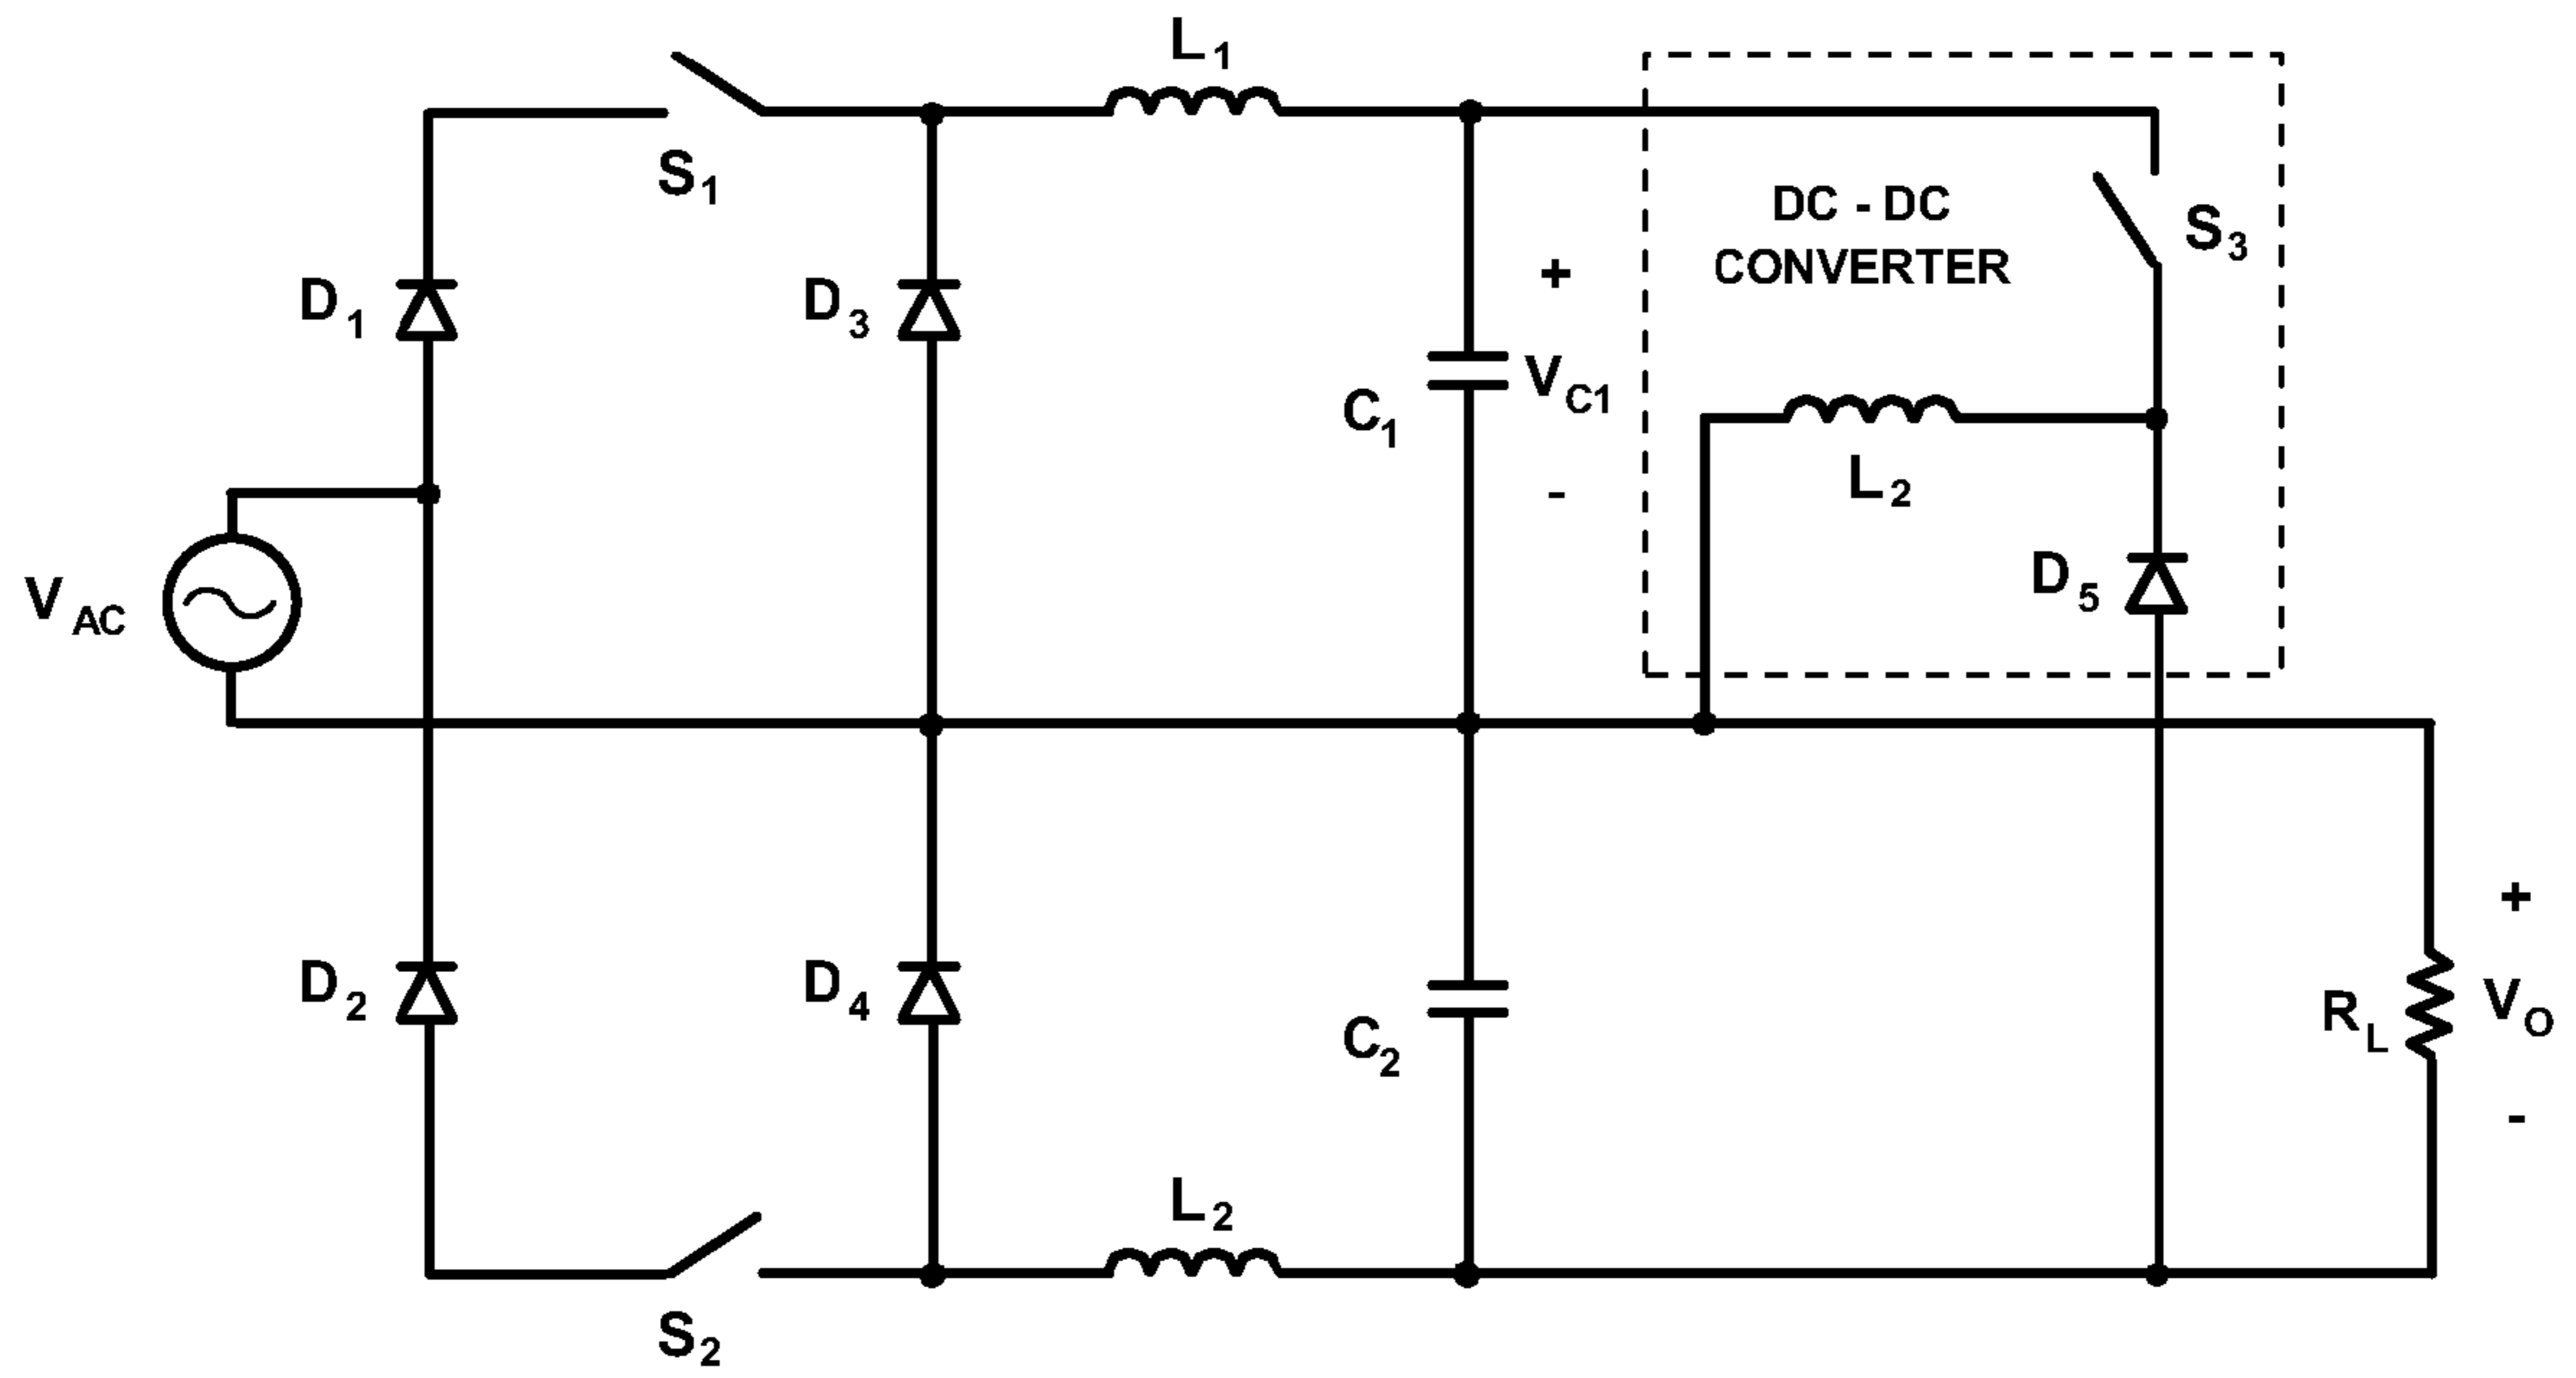 L1
S1
DC - DC
CONVERTER
S3
D1
D3
+
VC1
C1
-
L2
D5
VAC
+
D2
D4
C2
RL
VO
-
L2
S2